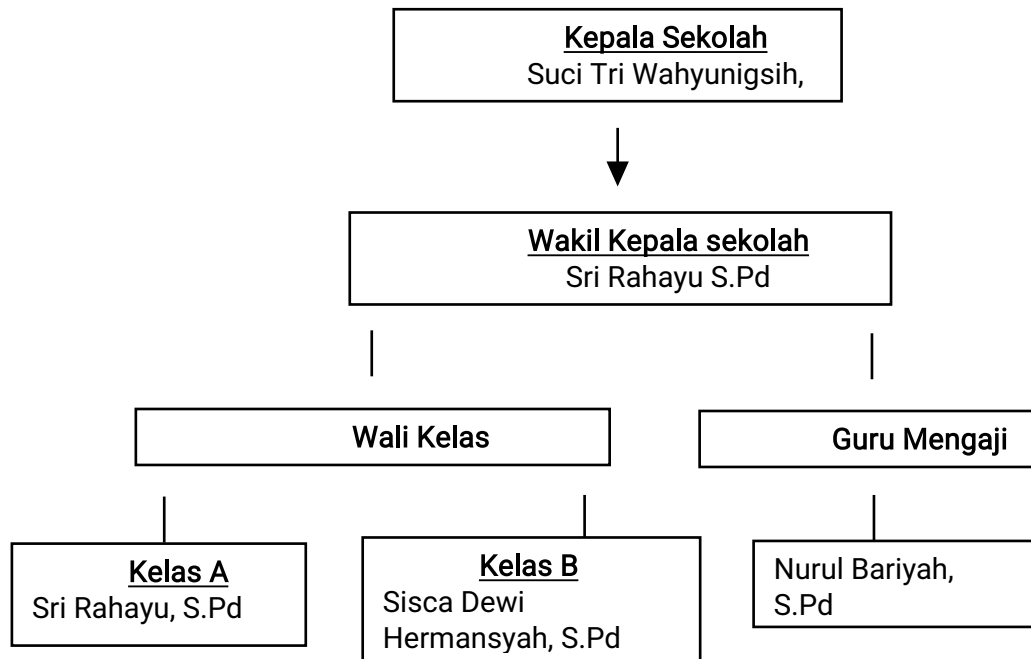 Kepala Sekolah
Suci Tri Wahyunigsih,
Wakil Kepala sekolah
Sri Rahayu S.Pd
Wali Kelas
Guru Mengaji
Kelas A
Sri Rahayu, S.Pd
Kelas B
Sisca Dewi
Hermansyah, S.Pd
Nurul Bariyah,
S.Pd